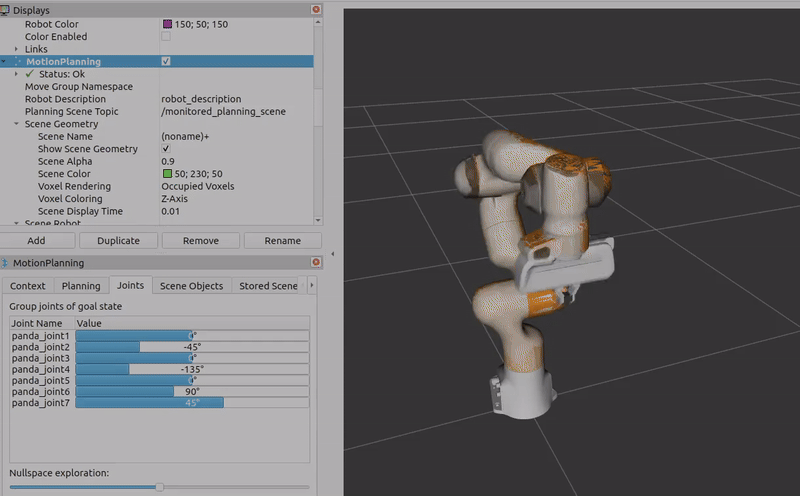 Displays
Robot Color 150; 50; 150
Color Enabled
Links
MotionPlanning
Status: Ok
Move Group Namespace
Robot Description robot_description
Planning Scene Topic /monitored_planning_scene
Scene Geometry
Scene Name (noname)+
Show Scene Geometry
Scene Alpha 0.9
Scene Color 50; 230; 50
Voxel Rendering Occupied Voxels
Voxel Coloring Z-Axis
Scene Display Time 0.01
Scene Robot
Add Duplicate Remove Rename
MotionPlanning
Context Planning Joints Scene Objects Stored Scene
Group joints of goal state
Joint Name Value
panda_joint1
panda_joint2 -45°
panda_joint3
panda_joint4 -135°
panda_joint5
panda_joint6 90°
panda_joint7 45°
Nullspace exploration: